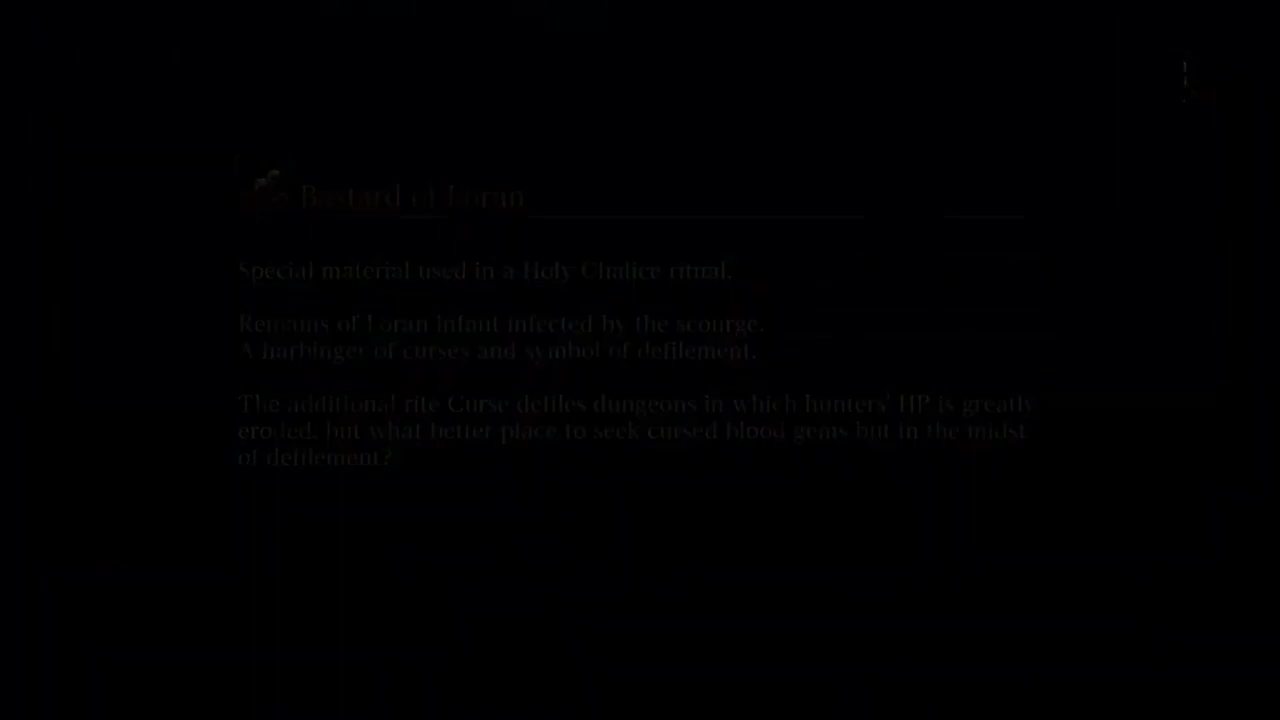 Bastard of Loran
Special material used in a Holy Chalice ritual.
Remains of Loran infant infected by the scourge.
A harbinger of curses and symbol of defilement.
The additional rite Curse defiles dungeons in which hunters' HP is greatly
eroded, but what better place to seek cursed blood gems but in the midst
of defilement?